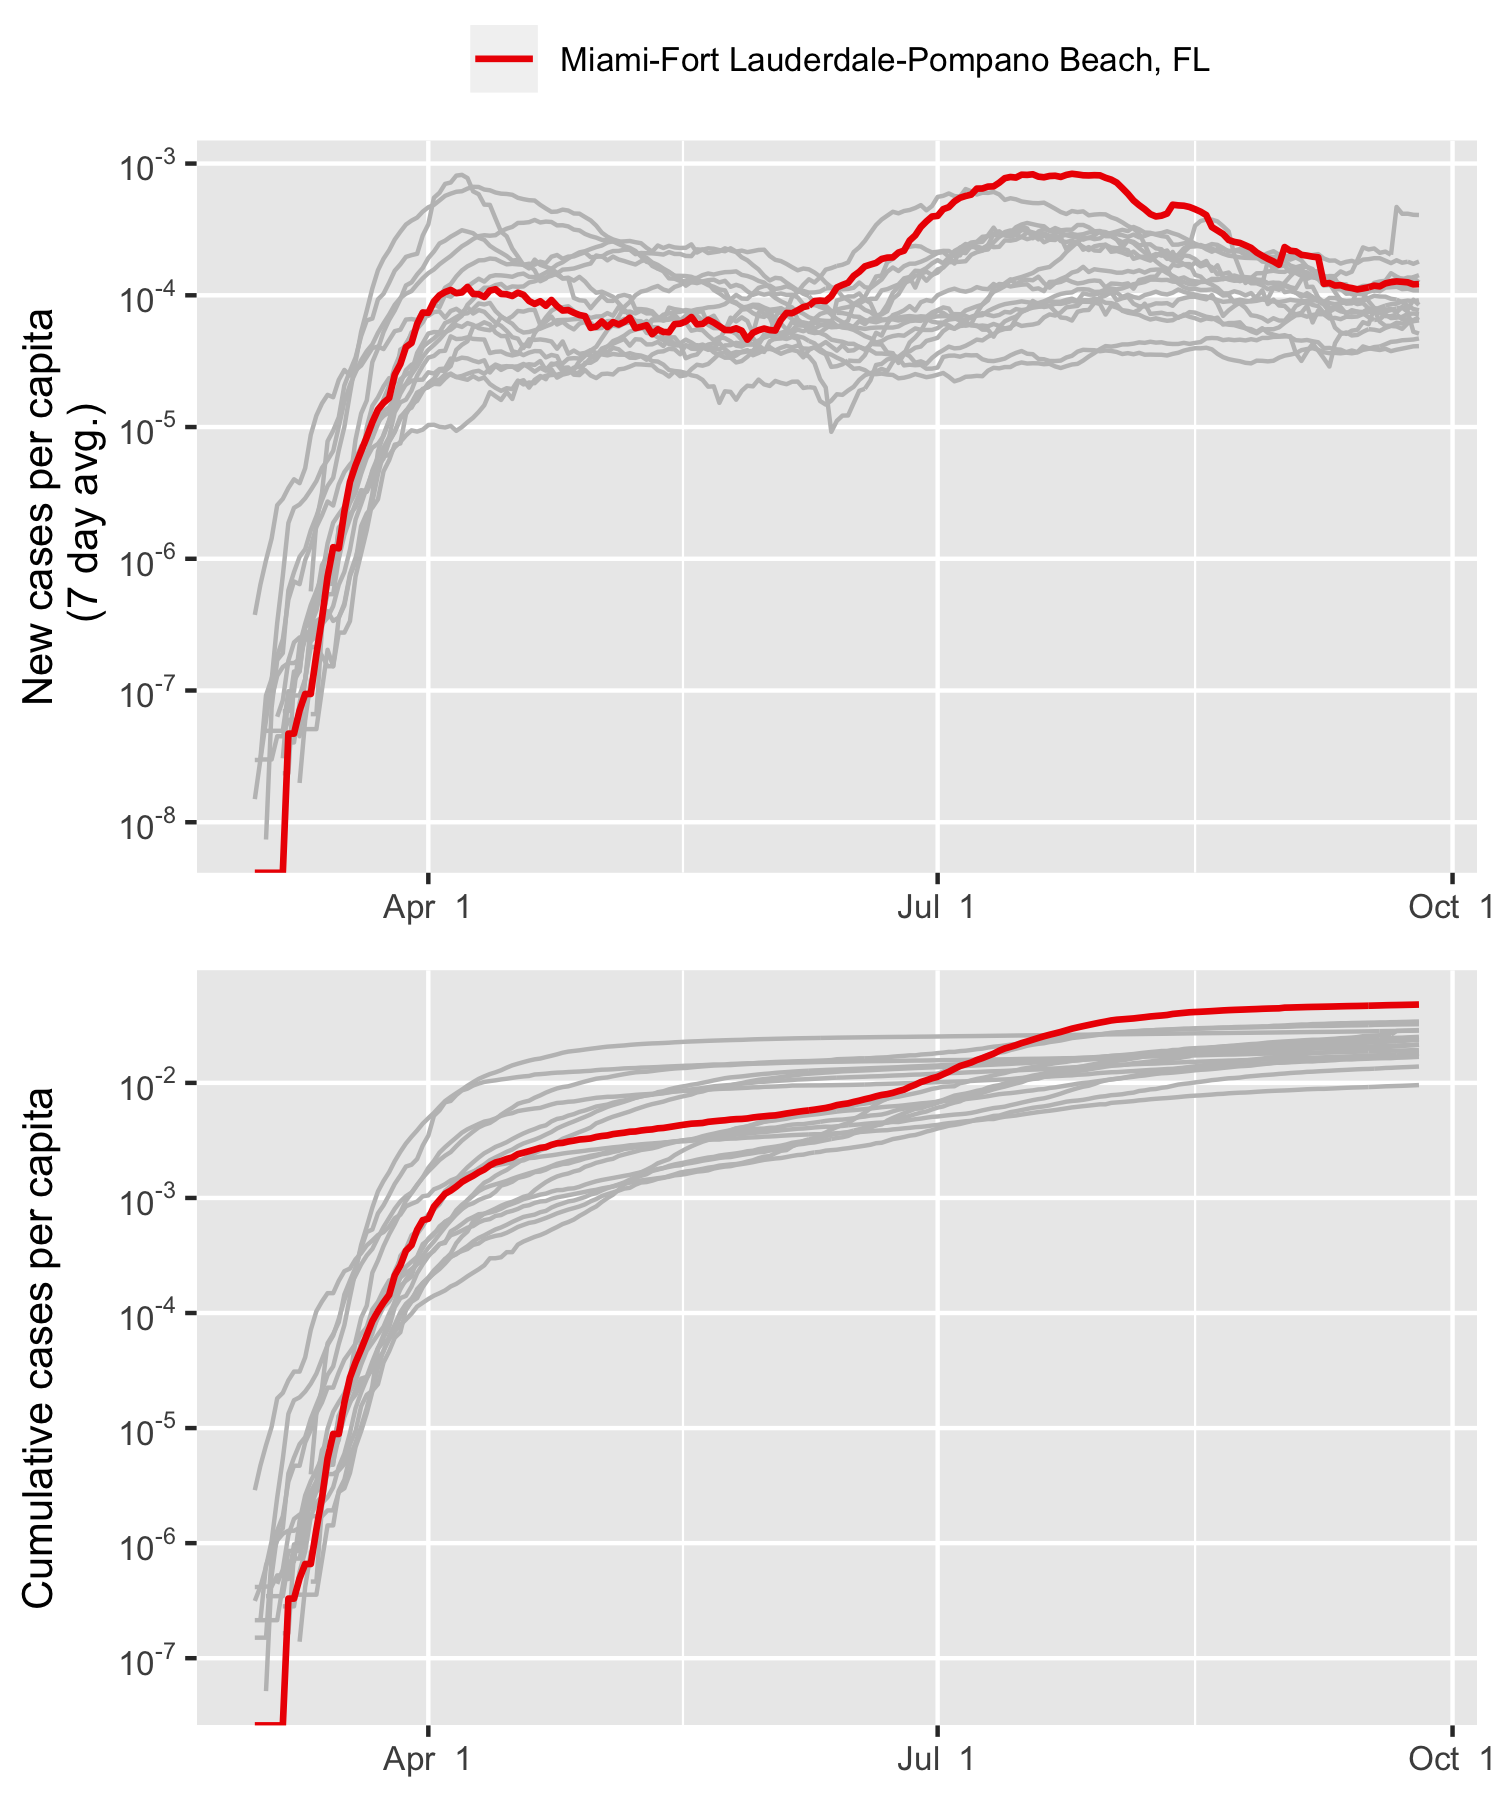 Miami-Fort Lauderdale-Pompano Beach, FL
New cases per capita
(7 day avg.)
10-3
10-4
10-5
10-6
10-7
10-8
Apr 1
Jul 1
Oct 1
Cumulative cases per capita
10-2
10-3
10-4
10-5
10-6
10-7
Apr 1
Jul 1
Oct 1